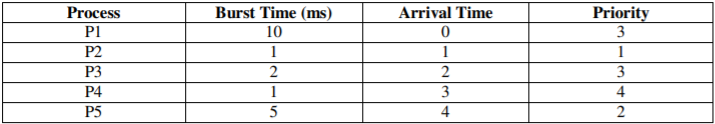 Process Burst Time (ms) Arrival Time Priority
P1 10 0 3
P2 1 1 1
P3 2 2 3
P4 1 3 4
P5 5 4 2